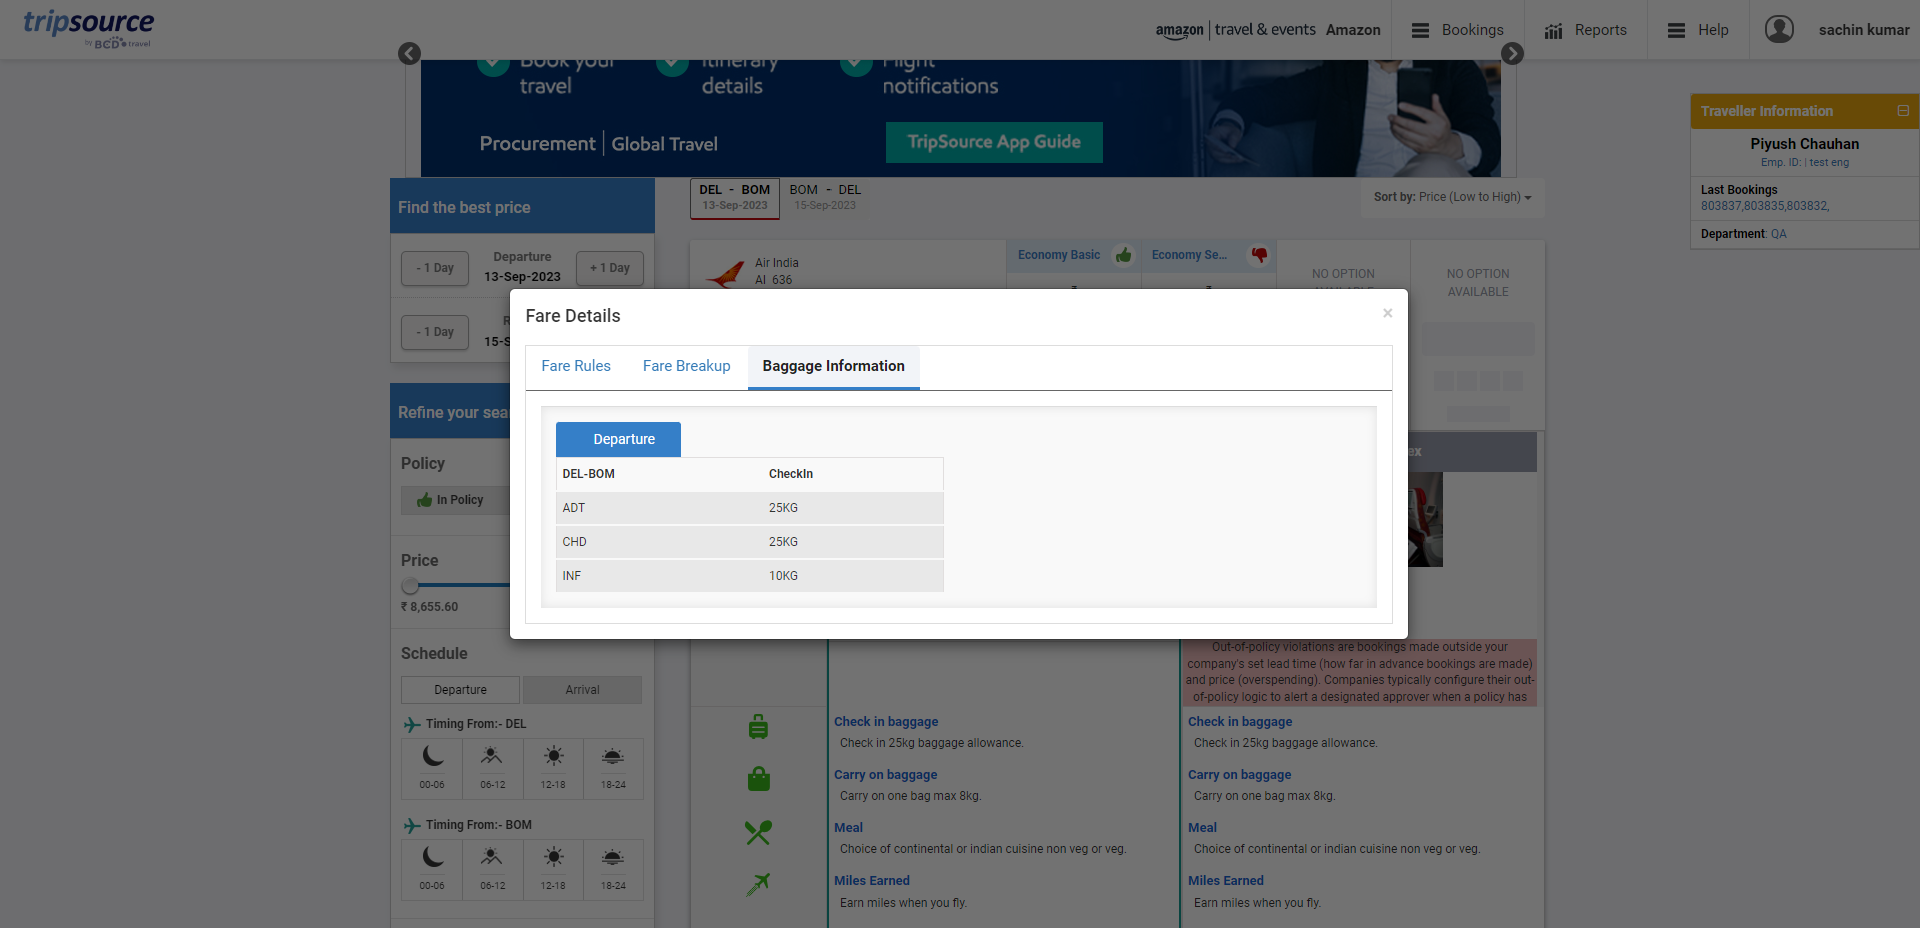 tripsource
by BCD travel
amazon | travel & events Amazon
Bookings
Reports
Help
sachin kumar
Book your travel
Itinerary details
Flight notifications
Procurement | Global Travel
TripSource App Guide
Traveller Information
Piyush Chauhan
Emp. ID: | test eng
Last Bookings
803837,803835,803832,
Department: QA
Find the best price
- 1 Day
Departure
13-Sep-2023
+ 1 Day
- 1 Day
15-S
Refine your sea
Policy
In Policy
Price
₹ 8,655.60
Schedule
Departure
Arrival
Timing From:- DEL
00-06
06-12
12-18
18-24
Timing From:- BOM
00-06
06-12
12-18
18-24
DEL - BOM
13-Sep-2023
BOM - DEL
15-Sep-2023
Sort by: Price (Low to High)
Air India
AI 636
Economy Basic
Economy Se...
NO OPTION
AVAILABLE
NO OPTION
AVAILABLE
Fare Details
×
Fare Rules
Fare Breakup
Baggage Information
Departure
DEL-BOM CheckIn
ADT 25KG
CHD 25KG
INF 10KG
ex
Out-of-policy violations are bookings made outside your
company's set lead time (how far in advance bookings are made)
and price (overspending). Companies typically configure their out-
of-policy logic to alert a designated approver when a policy has
Check in baggage
Check in 25kg baggage allowance.
Carry on baggage
Carry on one bag max 8kg.
Meal
Choice of continental or indian cuisine non veg or veg.
Miles Earned
Earn miles when you fly.
Check in baggage
Check in 25kg baggage allowance.
Carry on baggage
Carry on one bag max 8kg.
Meal
Choice of continental or indian cuisine non veg or veg.
Miles Earned
Earn miles when you fly.